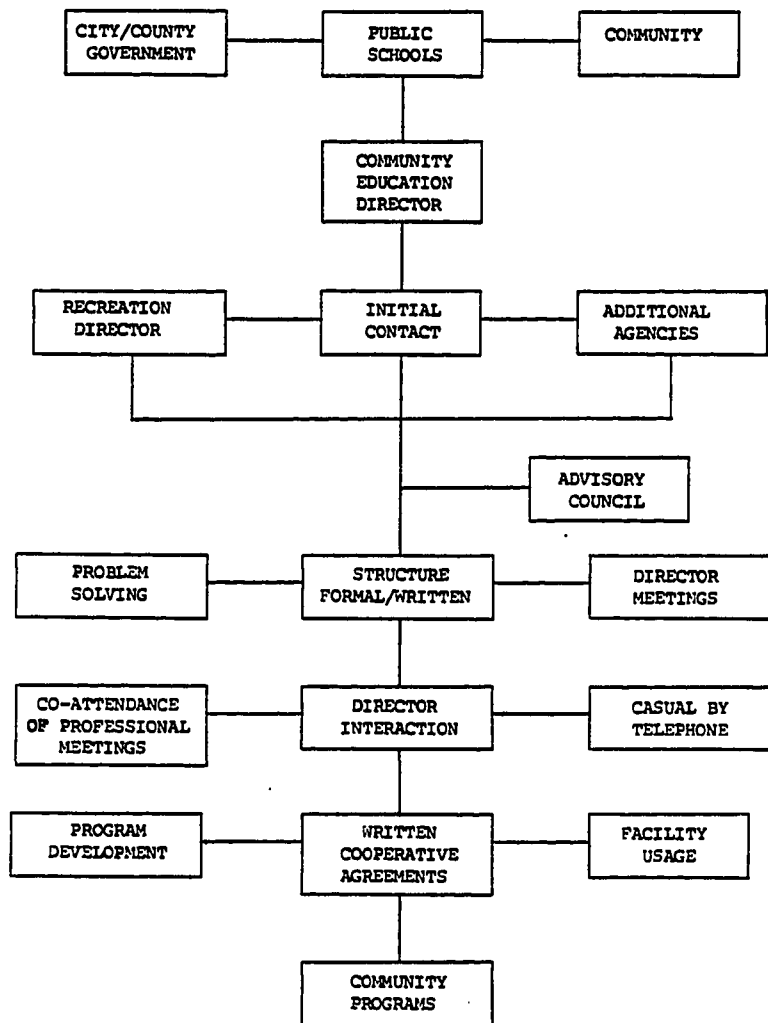 CITY/COUNTY
GOVERNMENT
PUBLIC
SCHOOLS
COMMUNITY
COMMUNITY
EDUCATION
DIRECTOR
RECREATION
DIRECTOR
INITIAL
CONTACT
ADDITIONAL
AGENCIES
ADVISORY
COUNCIL
PROBLEM
SOLVING
STRUCTURE
FORMAL/WRITTEN
DIRECTOR
MEETINGS
CO-ATTENDANCE
OF PROFESSIONAL
MEETINGS
DIRECTOR
INTERACTION
CASUAL BY
TELEPHONE
PROGRAM
DEVELOPMENT
WRITTEN
COOPERATIVE
AGREEMENTS
FACILITY
USAGE
COMMUNITY
PROGRAMS